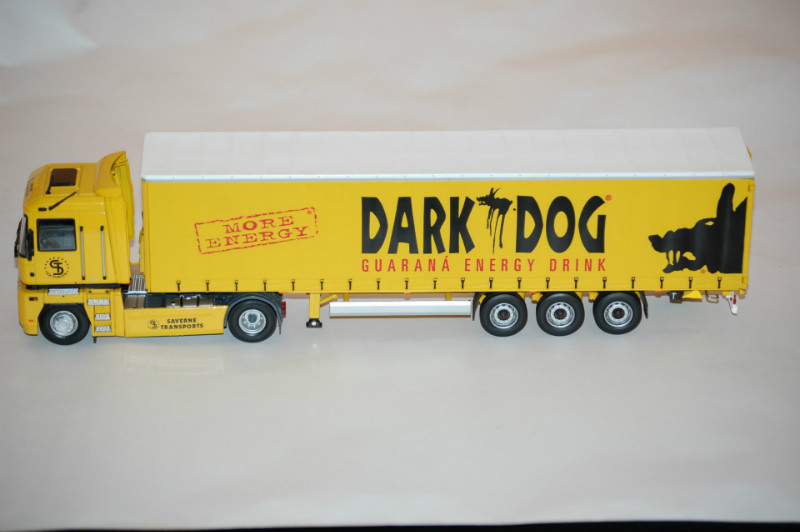 MORE
ENERGY
DARK DOG®
GUARANÁ ENERGY DRINK
SAVERNE
TRANSPORTS